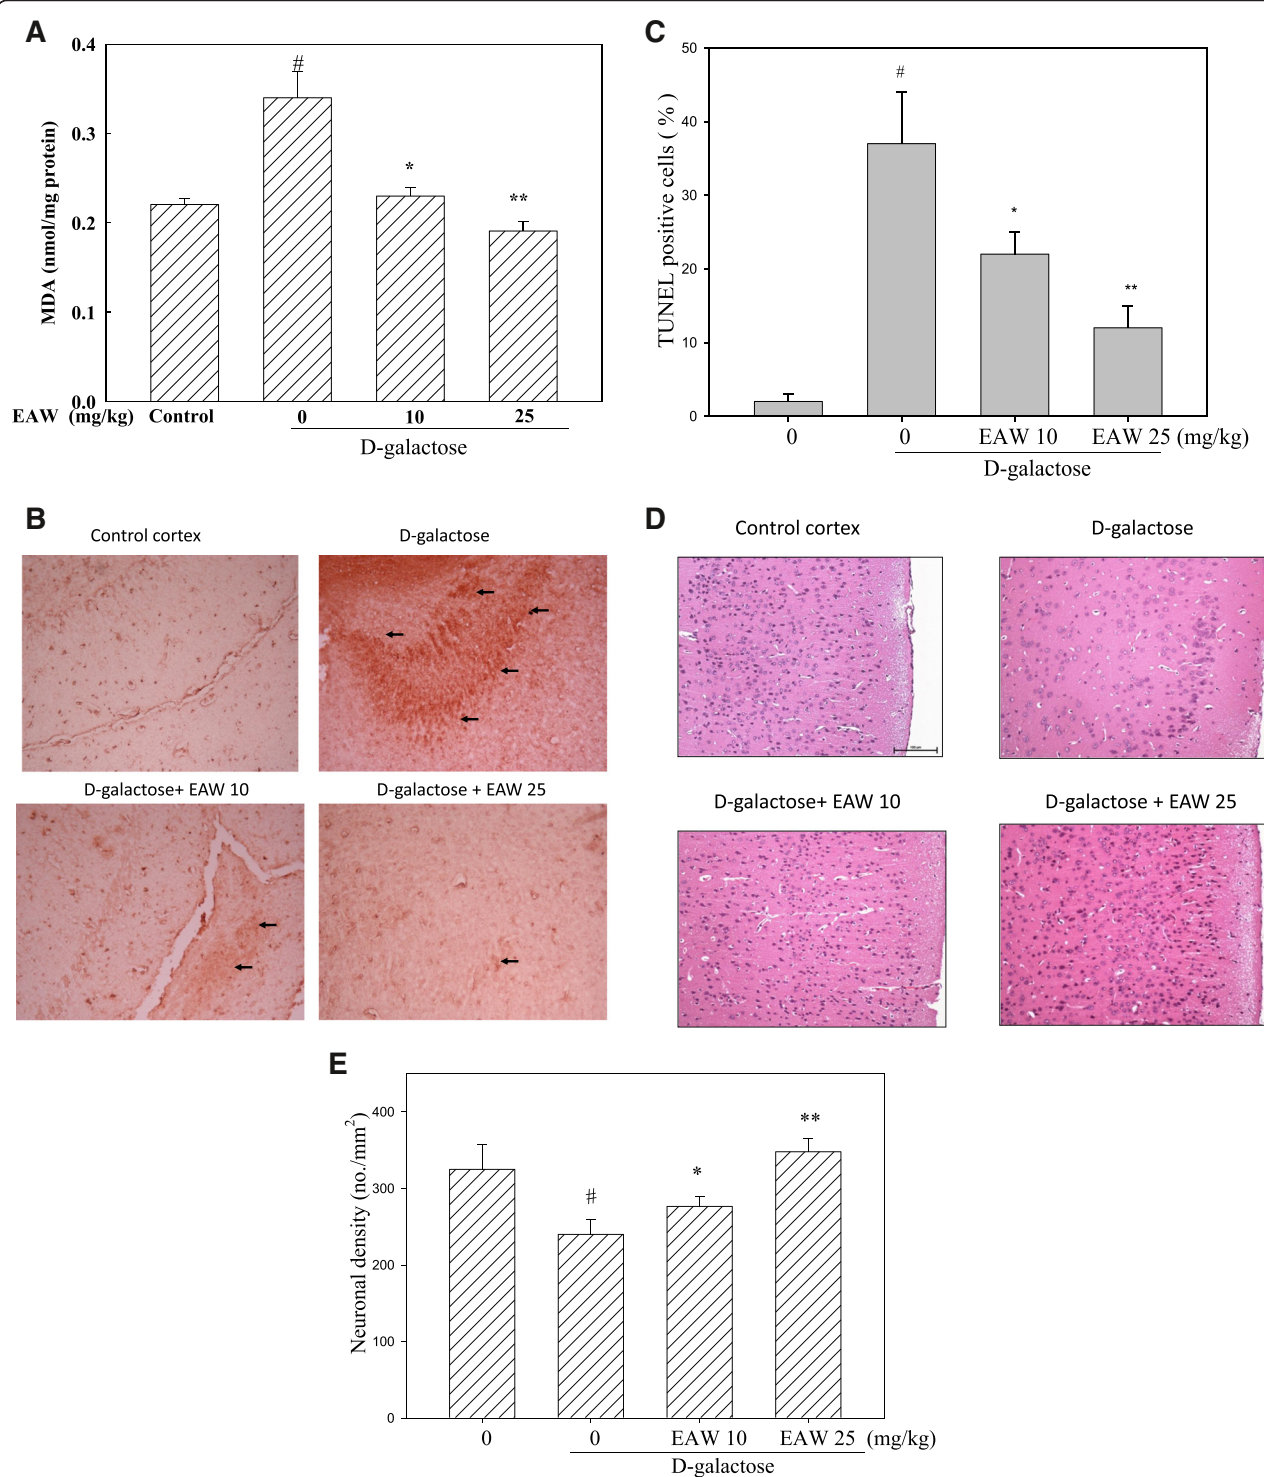 A
0.4
#
0.3
*
**
0.2
0.1
0.0
MDA (nmol/mg protein)
EAW (mg/kg) Control 0 10 25
D-galactose
C
50
#
40
30
*
20
**
10
0
TUNEL positive cells ( % )
0 0 EAW 10 EAW 25 (mg/kg)
D-galactose
B
Control cortex D-galactose
D-galactose+ EAW 10 D-galactose + EAW 25
D
Control cortex D-galactose
D-galactose+ EAW 10 D-galactose + EAW 25
E
400
**
*
300
#
200
100
0
Neuronal density (no./mm²)
0 0 EAW 10 EAW 25 (mg/kg)
D-galactose